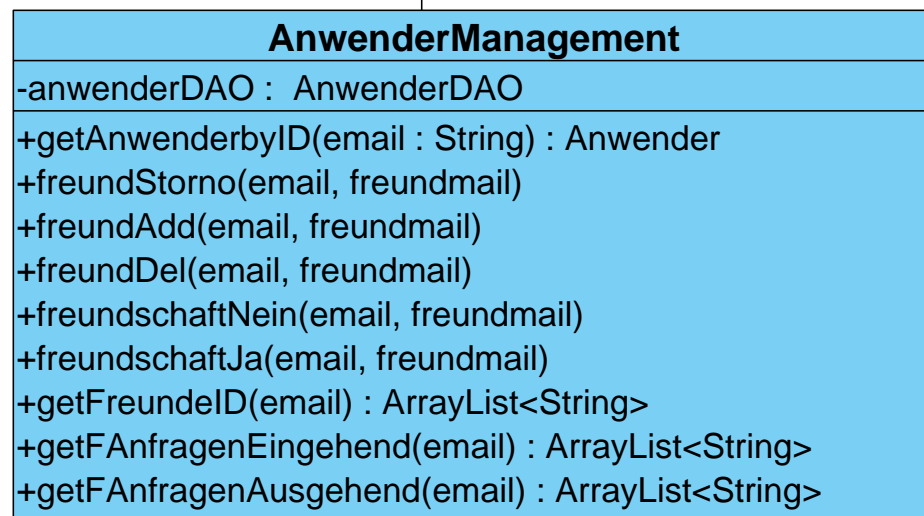 AnwenderManagement
-anwenderDAO : AnwenderDAO
+getAnwenderbyID(email : String) : Anwender
+freundStorno(email, freundmail)
+freundAdd(email, freundmail)
+freundDel(email, freundmail)
+freundschaftNein(email, freundmail)
+freundschaftJa(email, freundmail)
+getFreundeID(email) : ArrayList<String>
+getFAnfragenEingehend(email) : ArrayList<String>
+getFAnfragenAusgehend(email) : ArrayList<String>